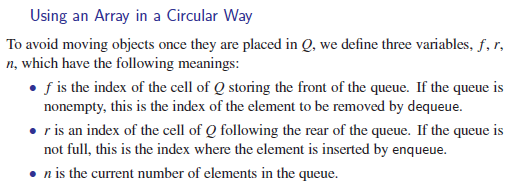 Using an Array in a Circular Way
To avoid moving objects once they are placed in Q, we define three variables, f, r,
n, which have the following meanings:
• f is the index of the cell of Q storing the front of the queue. If the queue is
nonempty, this is the index of the element to be removed by dequeue.
• r is an index of the cell of Q following the rear of the queue. If the queue is
not full, this is the index where the element is inserted by enqueue.
• n is the current number of elements in the queue.